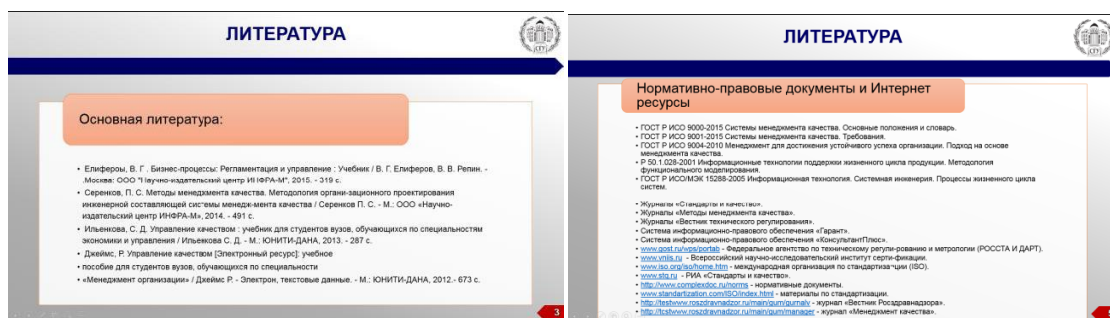 ЛИТЕРАТУРА
СГУ
Основная литература:
• Елифероы, В. Г . Бизнес-процессы: Регламентация и управление : Учебник / В. Г. Елиферов, В. В. Репин. -
.Москва: ООО "Научно-издательский центр ИНФРА-М", 2015. - 319 с.
• Серенков, П. С. Методы менеджмента качества. Методология органи-зационного проектирования
инженерной составляющей системы менедж-мента качества / Серенков П. С. - М.: ООО «Научно-
издательский центр ИНФРА-М», 2014. - 491 с.
• Ильенкова, С. Д. Управление качеством : учебник для студентов вузов, обучающихся по специальностям
экономики и управления / Ильенкова С. Д. - М.: ЮНИТИ-ДАНА, 2013. - 287 с.
• Джеймс, Р. Управление качеством [Электронный ресурс]: учебное
• пособие для студентов вузов, обучающихся по специальности
• «Менеджмент организации» / Джеймс Р. - Электрон, текстовые данные. - М.: ЮНИТИ-ДАНА, 2012.- 673 с.
3
ЛИТЕРАТУРА
СГУ
Нормативно-правовые документы и Интернет
ресурсы
• ГОСТ Р ИСО 9000-2015 Системы менеджмента качества. Основные положения и словарь.
• ГОСТ Р ИСО 9001-2015 Системы менеджмента качества. Требования.
• ГОСТ Р ИСО 9004-2010 Менеджмент для достижения устойчивого успеха организации. Подход на основе
менеджмента качества.
• Р 50.1.028-2001 Информационные технологии поддержки жизненного цикла продукции. Методология
функционального моделирования.
• ГОСТ Р ИСО/МЭК 15288-2005 Информационная технология. Системная инженерия. Процессы жизненного цикла
систем.
• Журналы «Стандарты и качество».
• Журналы «Методы менеджмента качества».
• Журналы «Вестник технического регулирования».
• Система информационно-правового обеспечения «Гарант».
• Система информационно-правового обеспечения «КонсультантПлюс».
• www.gost.ru/wps/portab - Федеральное агентство по техническому регули-рованию и метрологии (РОССТА И ДАРТ).
• www.vniis.ru - Всероссийский научно-исследовательский институт серти-фикации.
• www.iso.org/iso/home.htm - международная организация по стандартизации (ISO).
• www.stq.ru - РИА «Стандарты и качество».
• http://www.complexdoc.ru/norms - нормативные документы.
• www.standartization.com/ISO/index.html - материалы по стандартизации.
• http://testwww.roszdravnadzor.ru/main/gum/gurnalv - журнал «Вестник Росздравнадзора».
• http://tcstwww.roszdravnadzor.ru/main/gum/manager - журнал «Менеджмент качества».